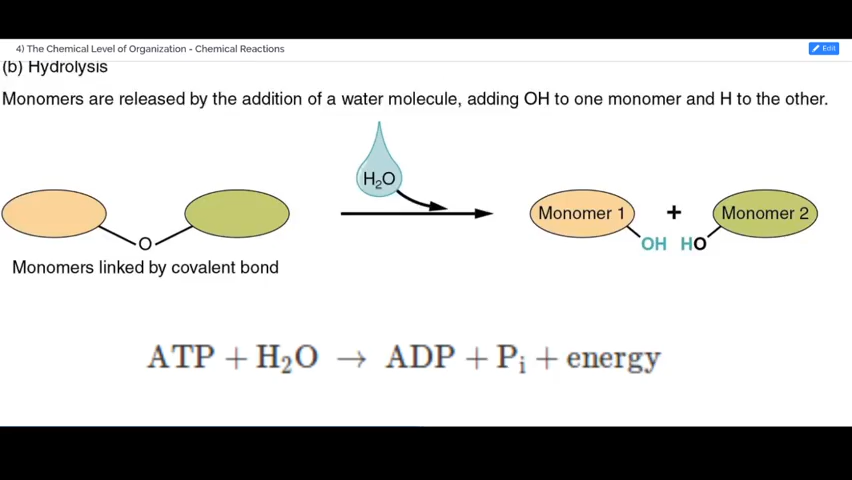 4) The Chemical Level of Organization - Chemical Reactions
Edit
(b) Hydrolysis
Monomers are released by the addition of a water molecule, adding OH to one monomer and H to the other.
H₂O
O
Monomers linked by covalent bond
Monomer 1 + Monomer 2
OH HO
ATP + H₂O → ADP + Pᵢ + energy